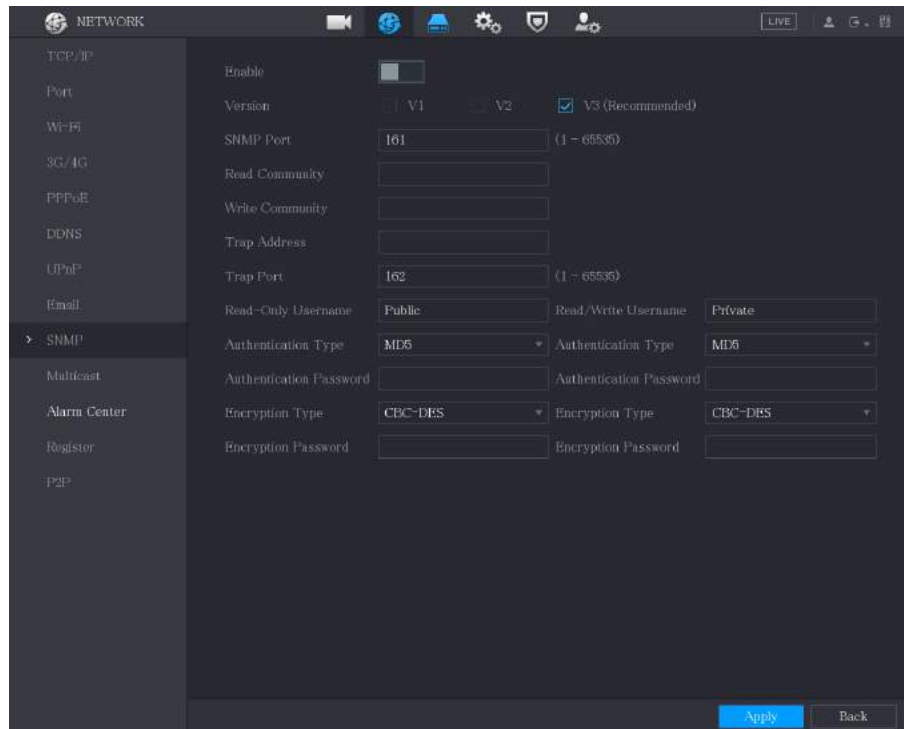 NETWORK
LIVE
TCP/IP
Port
Wi-Fi
3G/4G
PPPoE
DDNS
UPnP
Email
SNMP
Multicast
Alarm Center
Register
P2P
Enable
Version V1 V2 V3 (Recommended)
SNMP Port 161 (1 - 65535)
Read Community
Write Community
Trap Address
Trap Port 162 (1 - 65535)
Read-Only Username Public Read/Write Username Private
Authentication Type MD5 Authentication Type MD5
Authentication Password Authentication Password
Encryption Type CBC-DES Encryption Type CBC-DES
Encryption Password Encryption Password
Apply Back